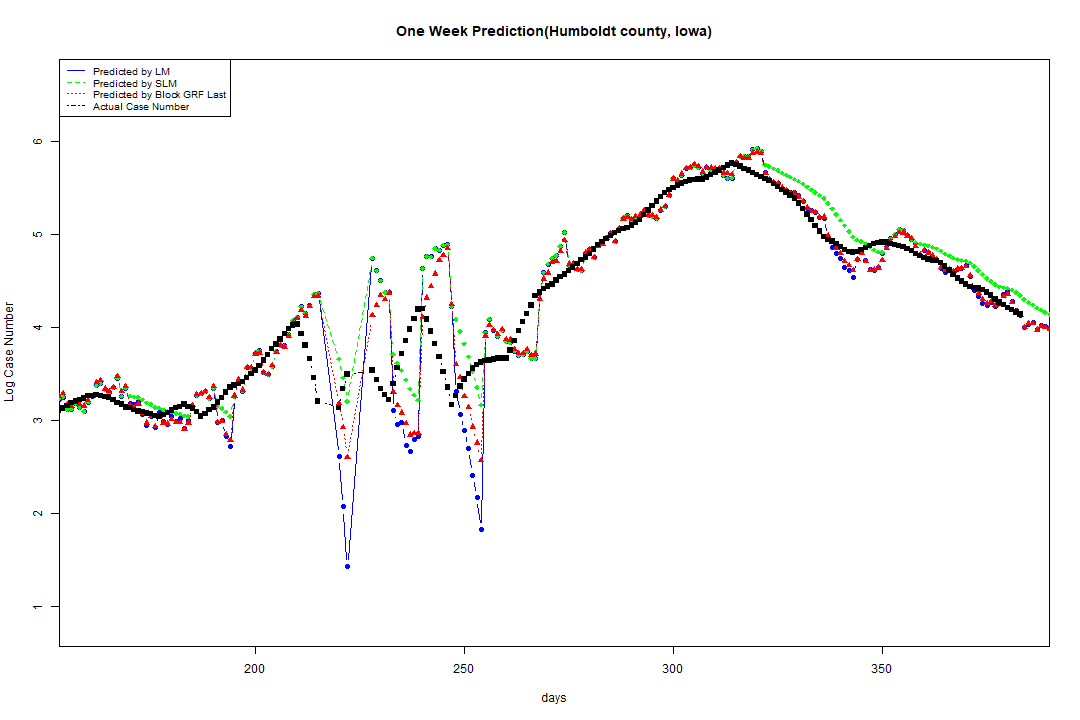 One Week Prediction(Humboldt county, Iowa)
Predicted by LM
Predicted by SLM
Predicted by Block GRF Last
Actual Case Number
Log Case Number
6
5
4
3
2
1
200
250
300
350
days